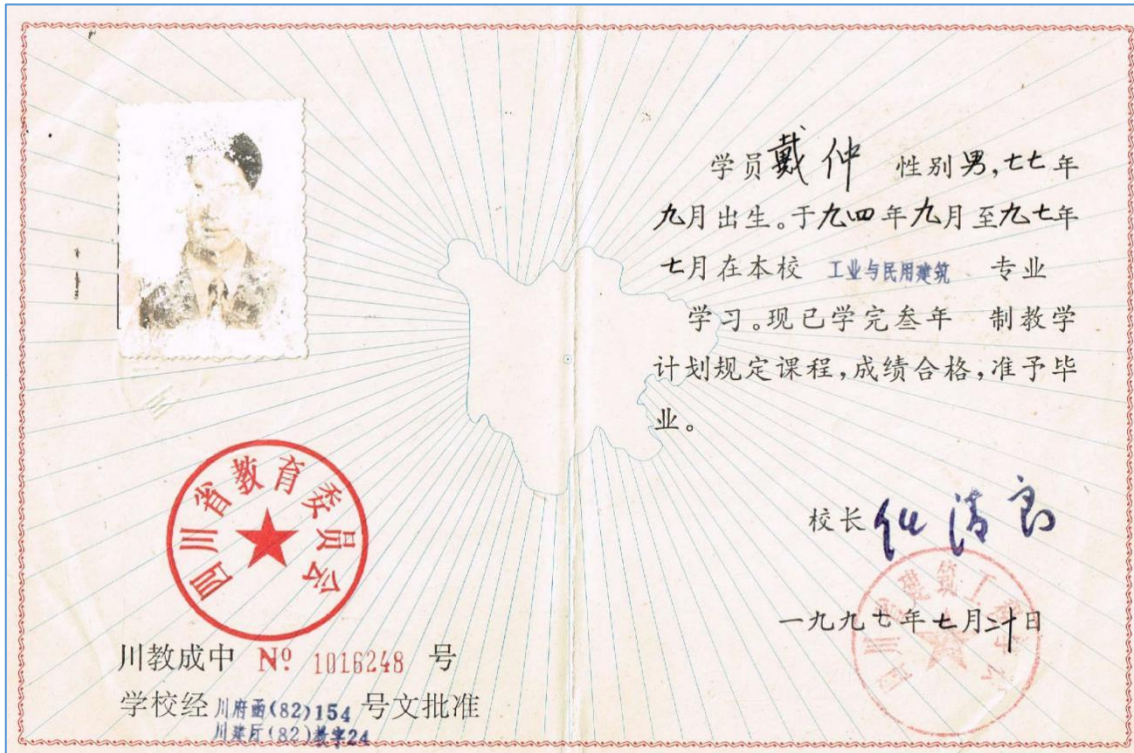 学员戴仲 性别男,七七年
九月出生。于九四年九月至九七年
七月在本校 工业与民用建筑 专业
学习。现已学完叁年 制教学
计划规定课程,成绩合格,准予毕
业。
校长
一九九七年七月二十日
四川省教育委员会
川教成中 Nº 1016248 号
学校经川府函(82)154号文批准
川建厅(82)教字24